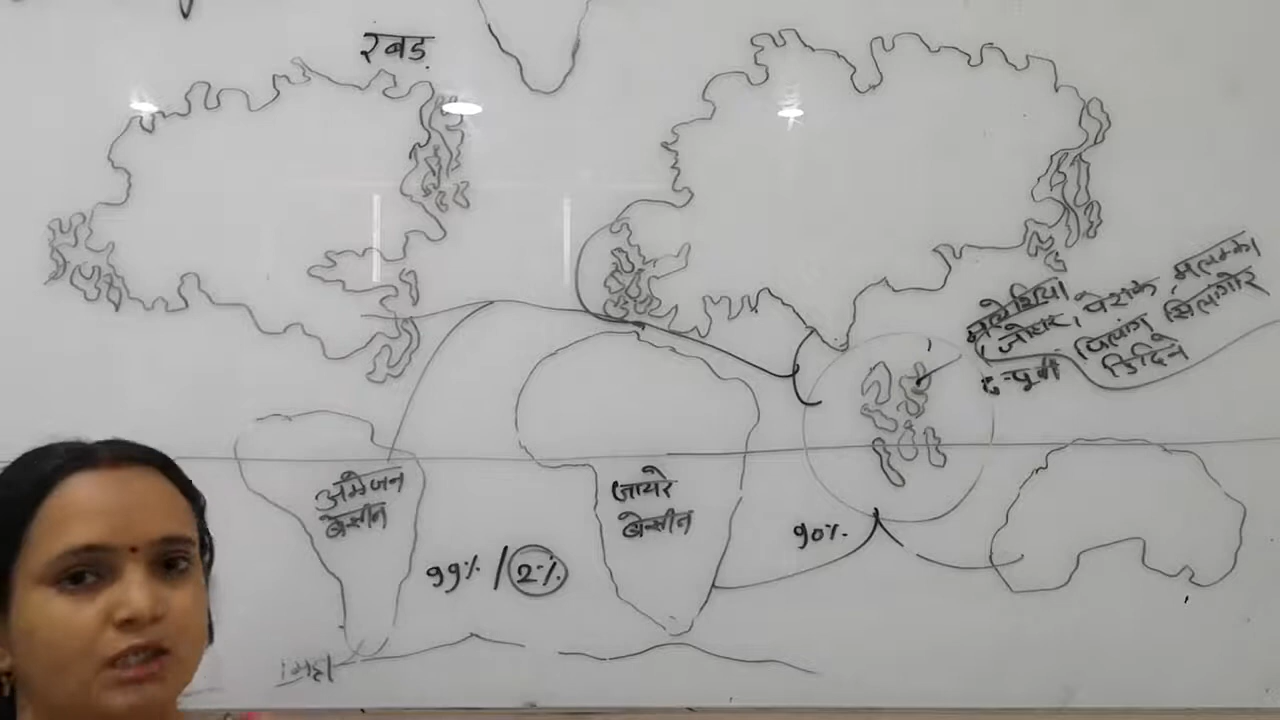 रबड़
मलेशिया
जोहर, पेराक, मलक्का
पिलांग सिलांगोर
द-पूर्वी डिंदिंग
अमेजन
बेसीन
जायरे
बेसीन
99% / 2%
90%